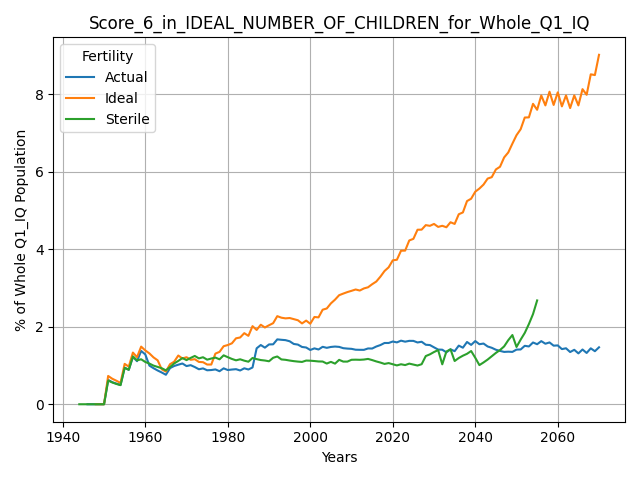 Score_6_in_IDEAL_NUMBER_OF_CHILDREN_for_Whole_Q1_IQ
Fertility
Actual
Ideal
Sterile
% of Whole Q1_IQ Population
8
6
4
2
0
1940 1960 1980 2000 2020 2040 2060
Years